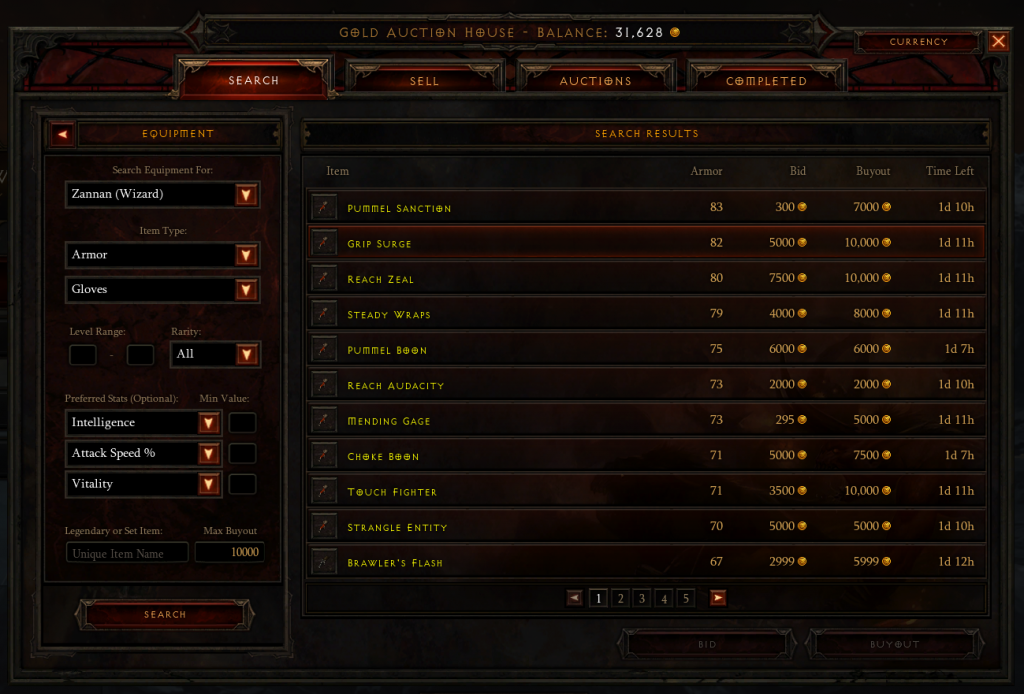 Gold Auction House - Balance: 31,628
Currency
Search
Sell
Auctions
Completed
Equipment
Search Equipment For:
Zannan (Wizard)
Item Type:
Armor
Gloves
Level Range: Rarity:
- All
Preferred Stats (Optional): Min Value:
Intelligence
Attack Speed %
Vitality
Legendary or Set Item: Max Buyout
Unique Item Name 10000
Search
Search Results
Item Armor Bid Buyout Time Left
Pummel Sanction 83 300 7000 1d 10h
Grip Surge 82 5000 10,000 1d 11h
Reach Zeal 80 7500 10,000 1d 11h
Steady Wraps 79 4000 8000 1d 11h
Pummel Boon 75 6000 6000 1d 7h
Reach Audacity 73 2000 2000 1d 10h
Mending Gage 73 295 5000 1d 11h
Choke Boon 71 5000 7500 1d 7h
Touch Fighter 71 3500 10,000 1d 11h
Strangle Entity 70 5000 5000 1d 10h
Brawler's Flash 67 2999 5999 1d 12h
1 2 3 4 5
Bid
Buyout